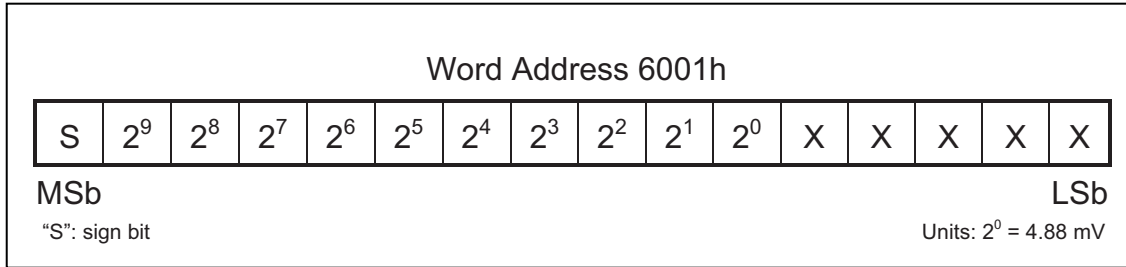 Word Address 6001h
S 2⁹ 2⁸ 2⁷ 2⁶ 2⁵ 2⁴ 2³ 2² 2¹ 2⁰ X X X X X
MSb LSb
“S”: sign bit Units: 2⁰ = 4.88 mV